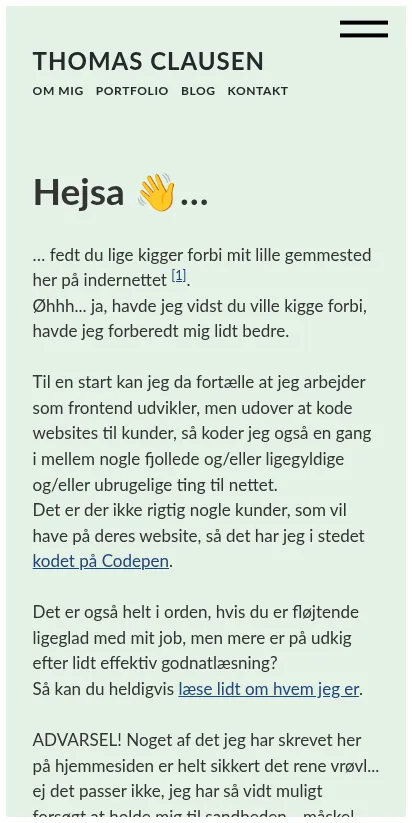 THOMAS CLAUSEN
OM MIG PORTFOLIO BLOG KONTAKT
Hejsa 👋...
... fedt du lige kigger forbi mit lille gemmested
her på indernettet [1].
Øhhh... ja, havde jeg vidst du ville kigge forbi,
havde jeg forberedt mig lidt bedre.
Til en start kan jeg da fortælle at jeg arbejder
som frontend udvikler, men udover at kode
websites til kunder, så koder jeg også en gang
i mellem nogle fjollede og/eller ligegyldige
og/eller ubrugelige ting til nettet.
Det er der ikke rigtig nogle kunder, som vil
have på deres website, så det har jeg i stedet
kodet på Codepen.
Det er også helt i orden, hvis du er fløjtende
ligeglad med mit job, men mere er på udkig
efter lidt effektiv godnatlæsning?
Så kan du heldigvis læse lidt om hvem jeg er.
ADVARSEL! Noget af det jeg har skrevet her
på hjemmesiden er helt sikkert det rene vrøvl...
ej det passer ikke, jeg har så vidt muligt
forsøgt at holde mig til sandheden... måske!